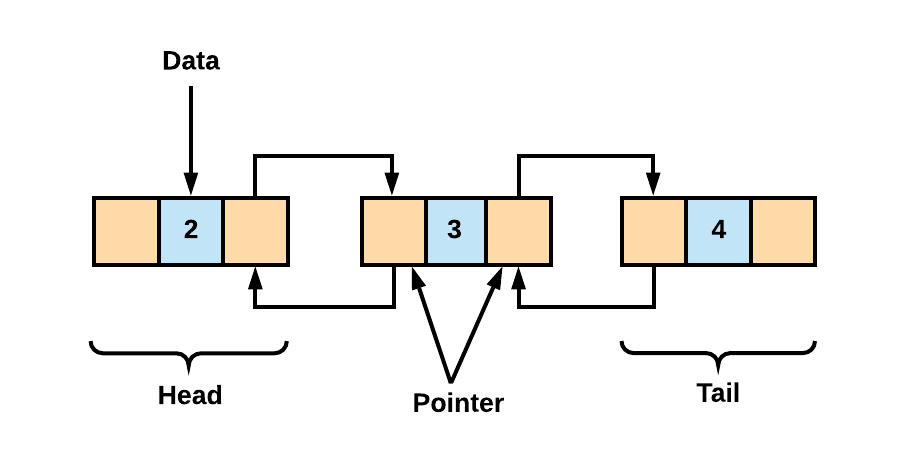 Data
2
3
4
Head
Pointer
Tail